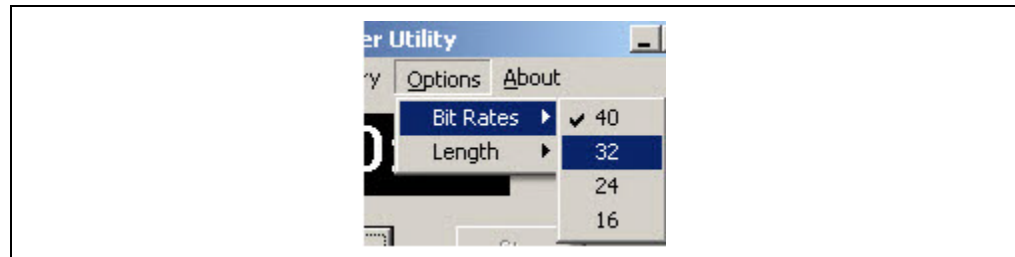 er Utility
ry Options About
Bit Rates 40
Length 32
24
16